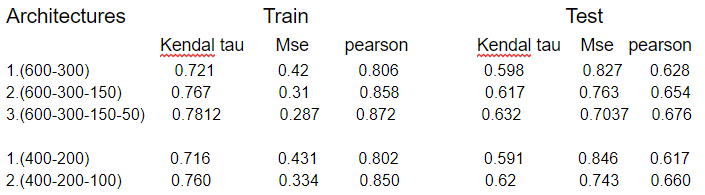 Architectures Train Test
Kendal tau Mse pearson Kendal tau Mse pearson
1.(600-300) 0.721 0.42 0.806 0.598 0.827 0.628
2.(600-300-150) 0.767 0.31 0.858 0.617 0.763 0.654
3.(600-300-150-50) 0.7812 0.287 0.872 0.632 0.7037 0.676
1.(400-200) 0.716 0.431 0.802 0.591 0.846 0.617
2.(400-200-100) 0.760 0.334 0.850 0.62 0.743 0.660